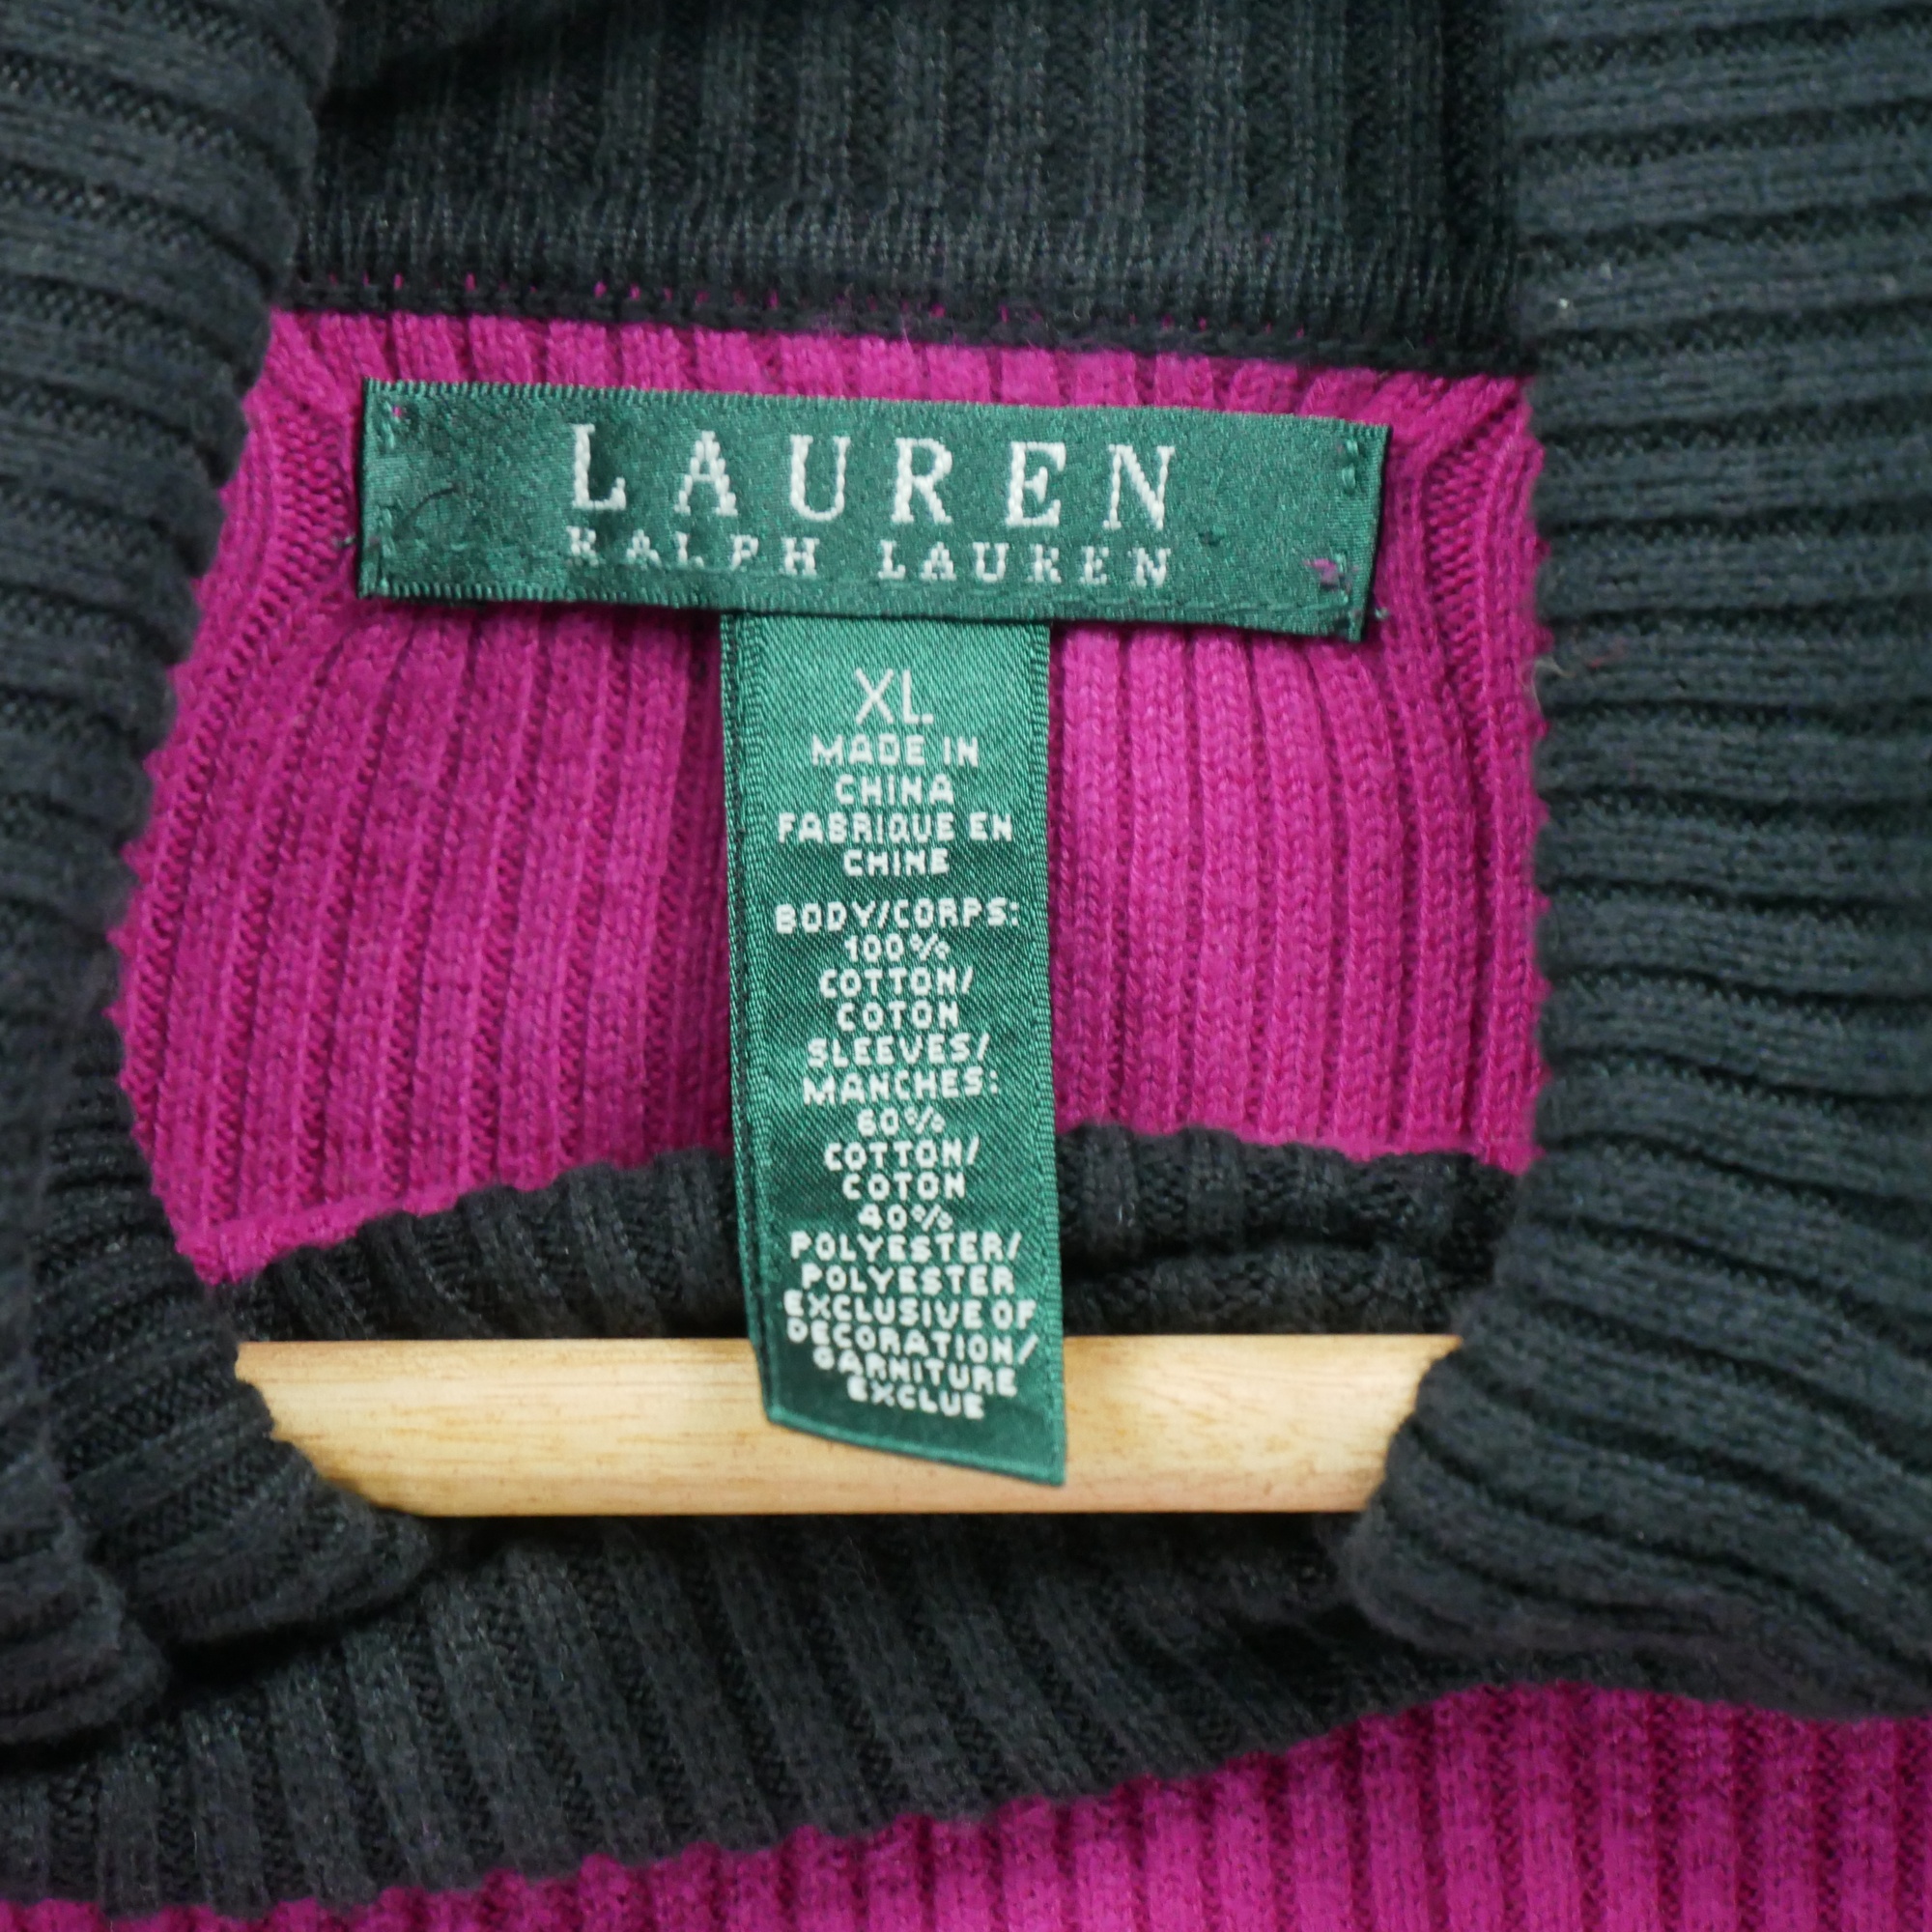 LAUREN
RALPH LAUREN
XL
MADE IN
CHINA
FABRIQUE EN
CHINE
BODY/CORPS:
100%
COTTON/
COTON
SLEEVES/
MANCHES:
60%
COTTON/
COTON
40%
POLYESTER/
POLYESTER
EXCLUSIVE OF
DECORATION/
GARNITURE
EXCLUE